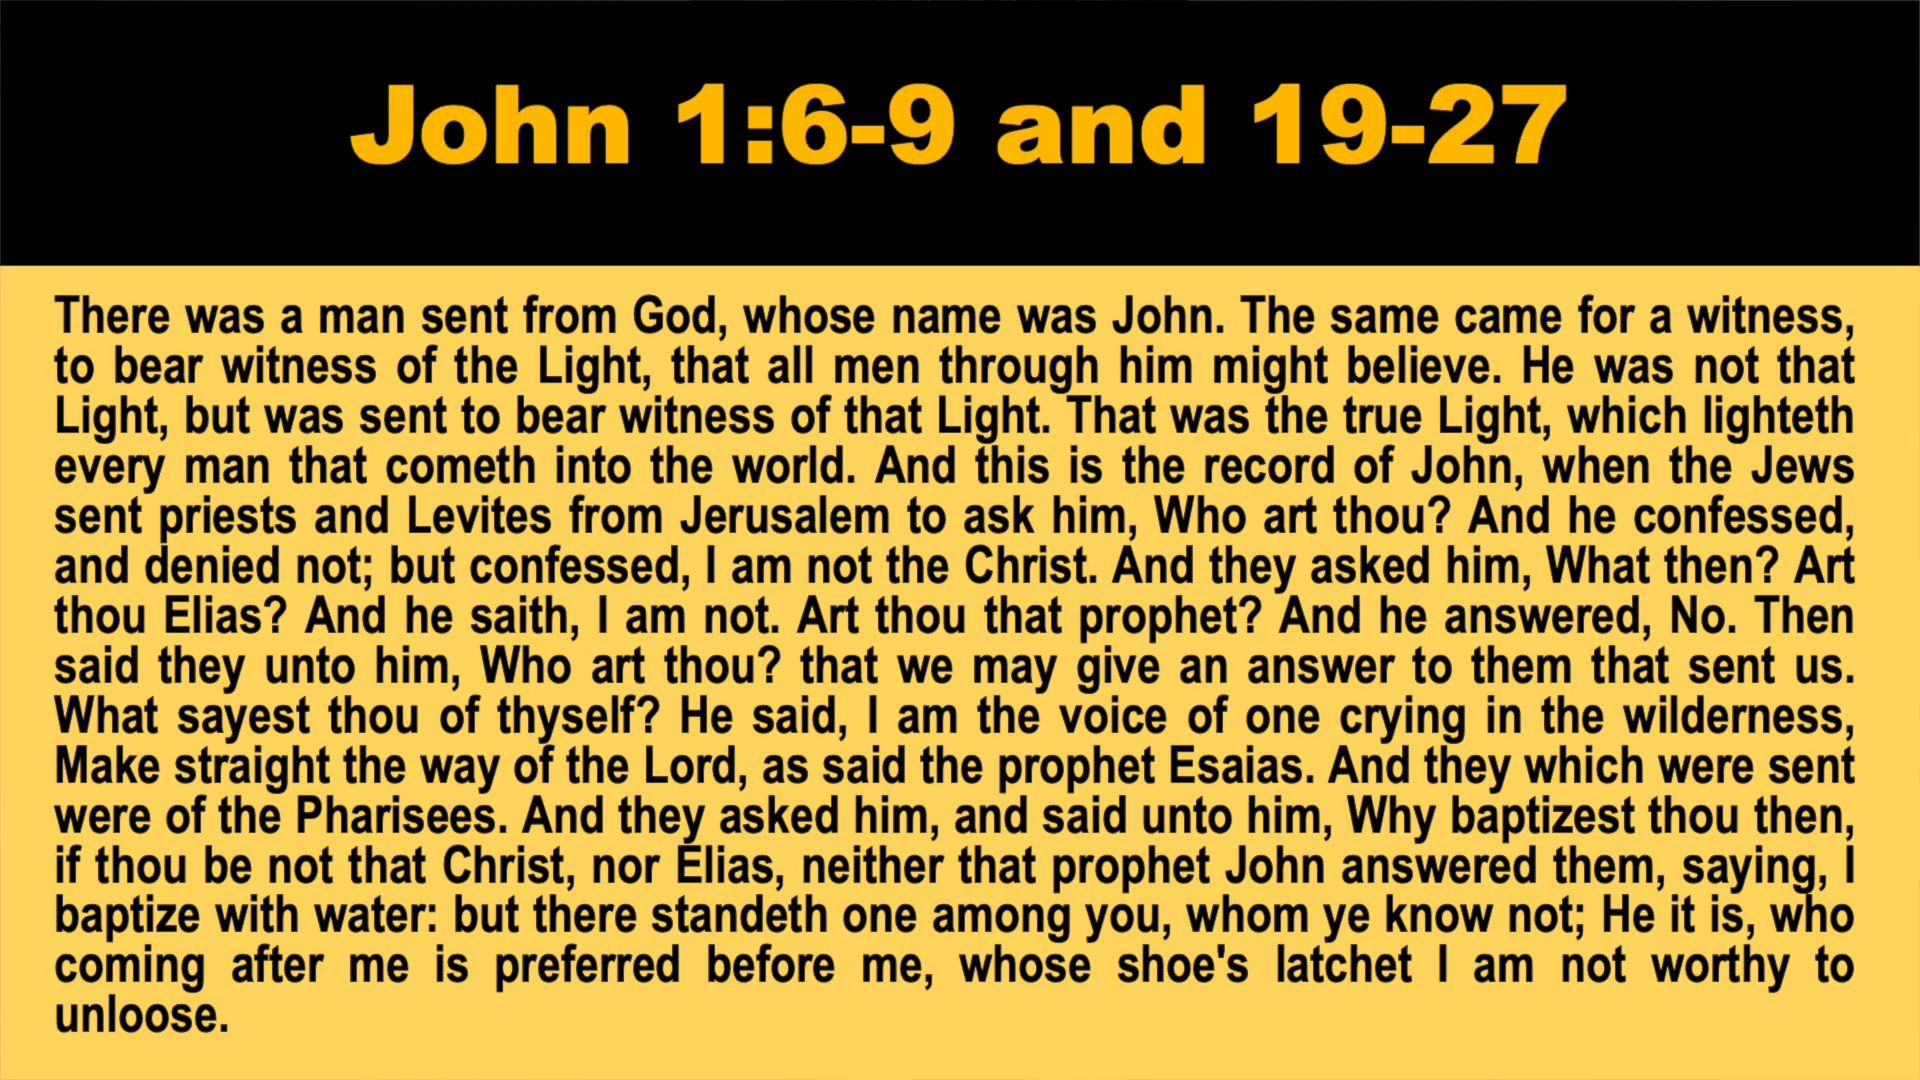 John 1:6-9 and 19-27
There was a man sent from God, whose name was John. The same came for a witness,
to bear witness of the Light, that all men through him might believe. He was not that
Light, but was sent to bear witness of that Light. That was the true Light, which lighteth
every man that cometh into the world. And this is the record of John, when the Jews
sent priests and Levites from Jerusalem to ask him, Who art thou? And he confessed,
and denied not; but confessed, I am not the Christ. And they asked him, What then? Art
thou Elias? And he saith, I am not. Art thou that prophet? And he answered, No. Then
said they unto him, Who art thou? that we may give an answer to them that sent us.
What sayest thou of thyself? He said, I am the voice of one crying in the wilderness,
Make straight the way of the Lord, as said the prophet Esaias. And they which were sent
were of the Pharisees. And they asked him, and said unto him, Why baptizest thou then,
if thou be not that Christ, nor Elias, neither that prophet John answered them, saying, I
baptize with water: but there standeth one among you, whom ye know not; He it is, who
coming after me is preferred before me, whose shoe's latchet I am not worthy to
unloose.